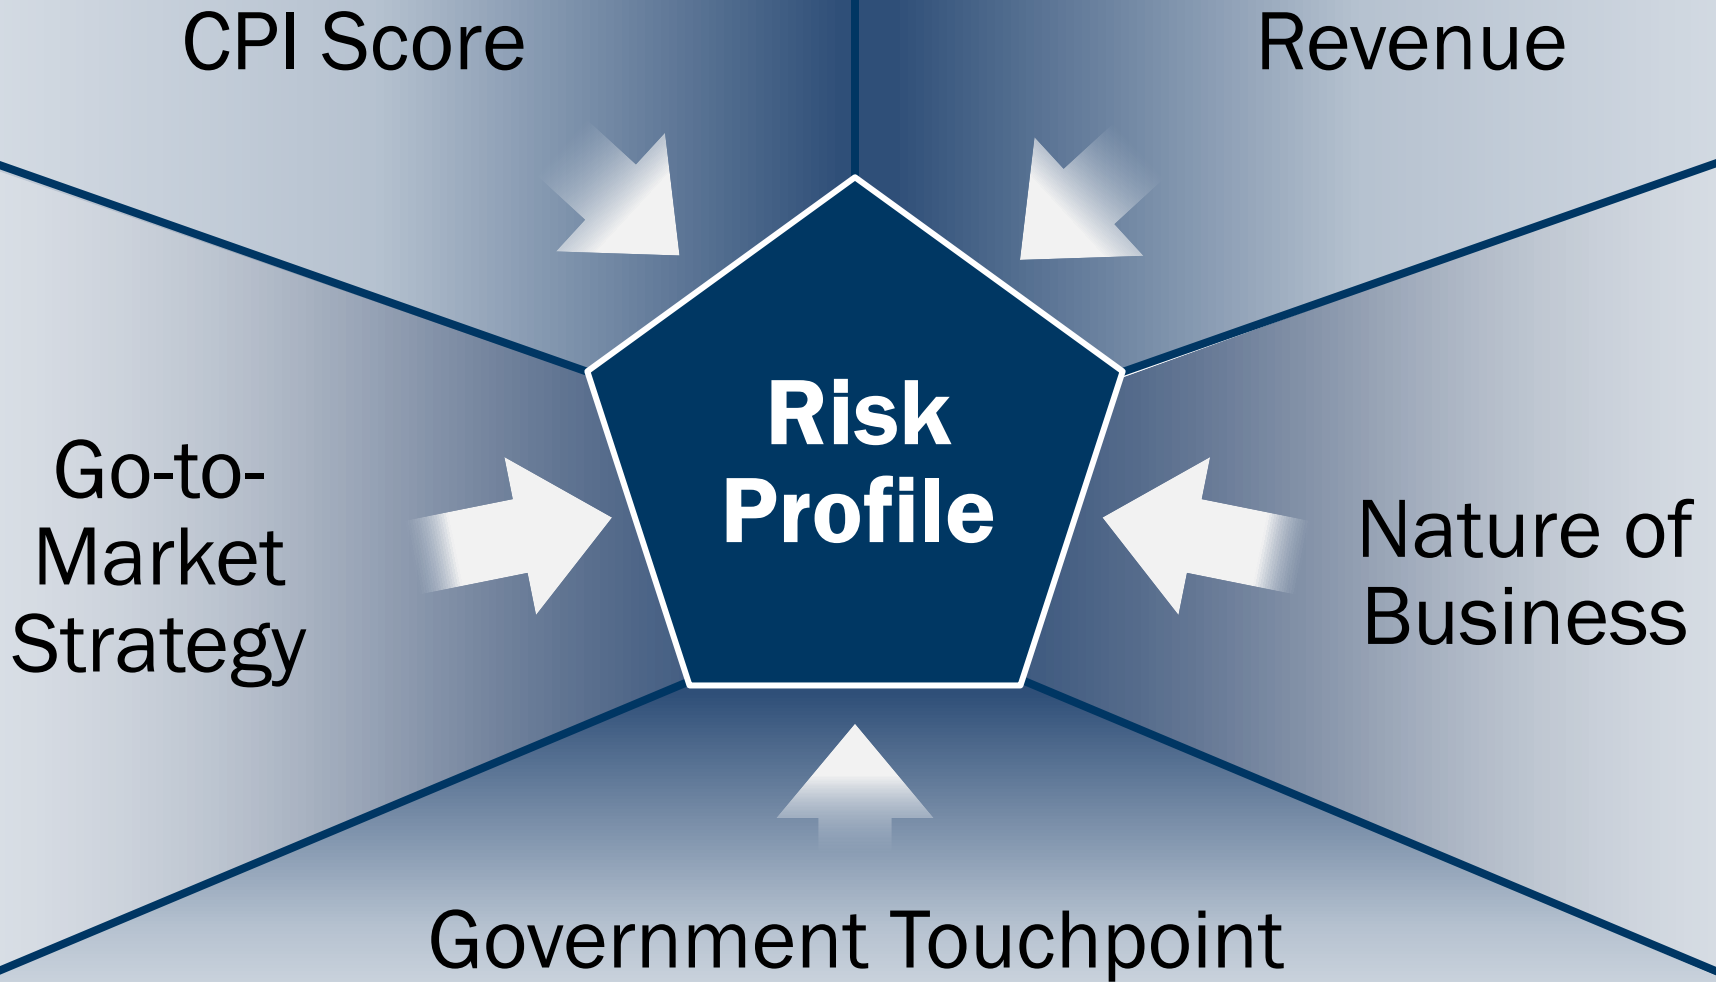 CPI Score
Revenue
Risk
Profile
Go-to-
Market
Strategy
Nature of
Business
Government Touchpoint